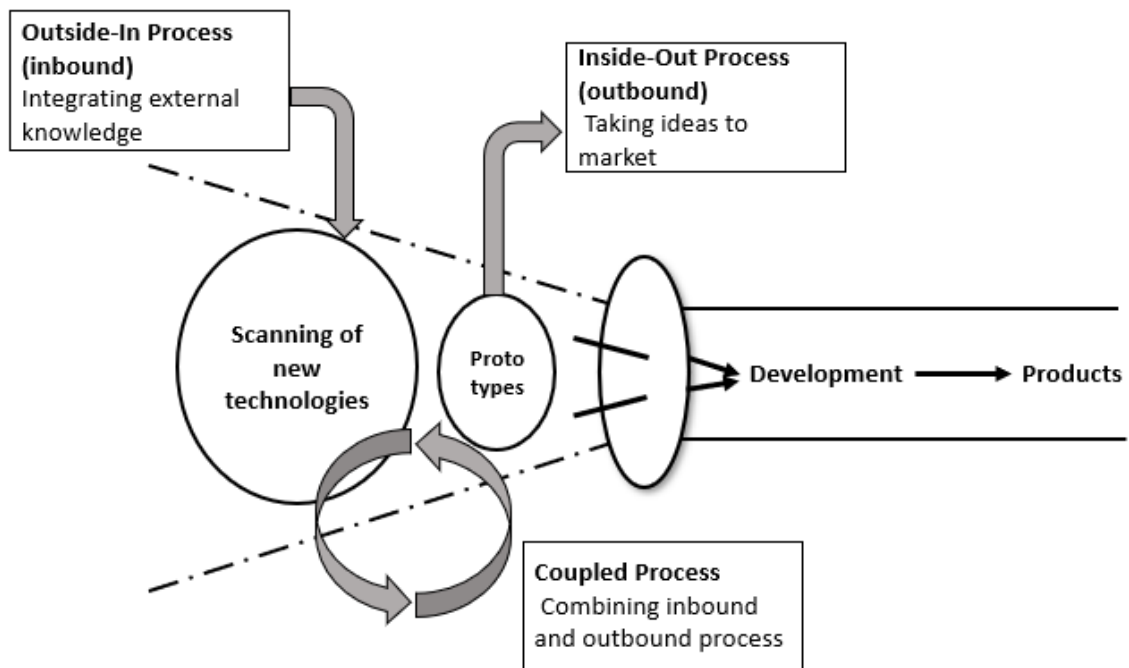 Outside-In Process
(inbound)
Integrating external
knowledge
Inside-Out Process
(outbound)
Taking ideas to
market
Scanning of
new
technologies
Proto
types
Development
Products
Coupled Process
Combining inbound
and outbound process